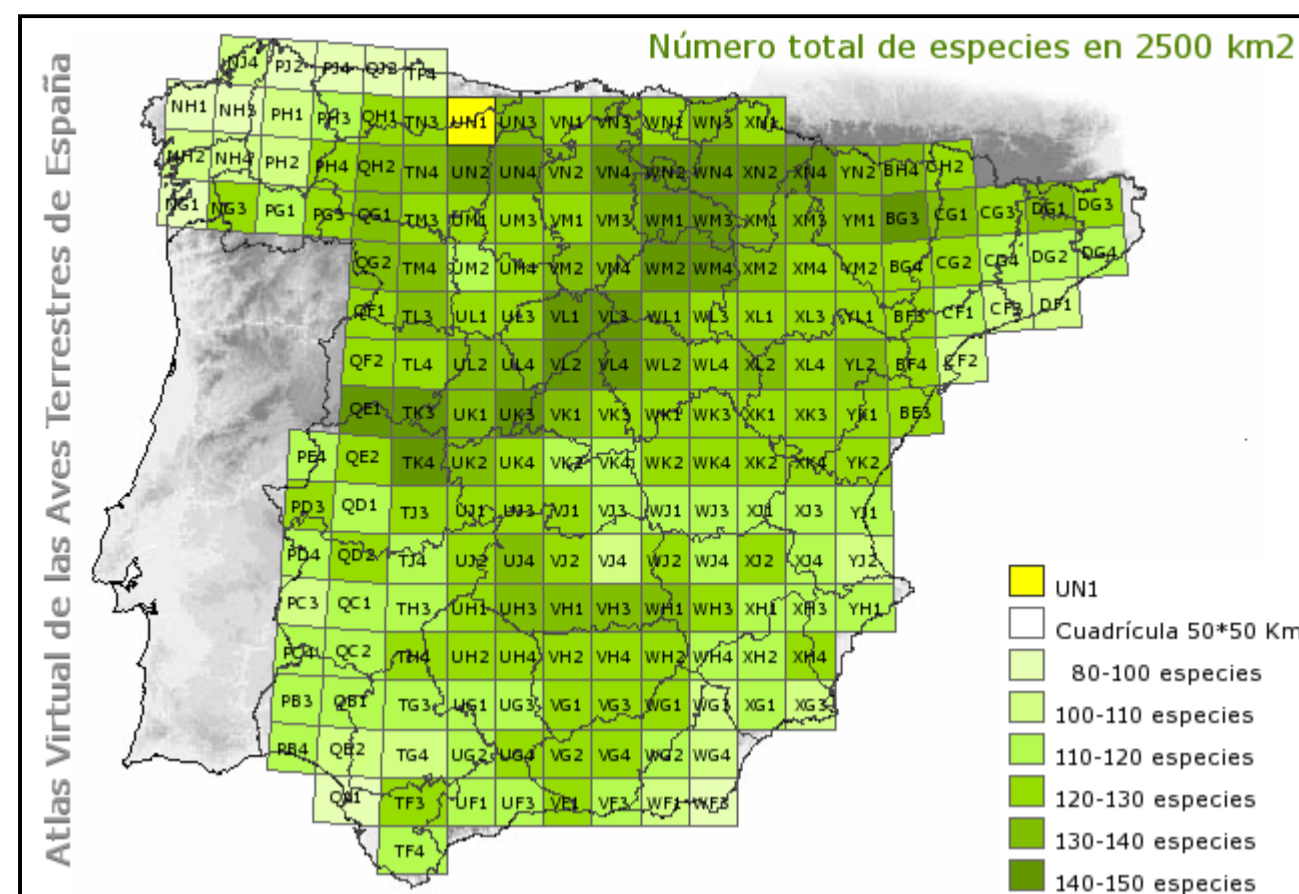 Número total de especies en 2500 km2
Atlas Virtual de las Aves Terrestres de España
NJ4 PJ2 PJ4 QJ2 TP4
NH1 NH3 PH1 PH3 QH1 TN3 UN1 UN3 VN1 VN3 WN1 WN3 XN1
NH2 NH4 PH2 PH4 QH2 TN4 UN2 UN4 VN2 VN4 WN2 WN4 XN2 XN4 YN2 BH4 CH2
NG1 NG3 PG1 PG3 QG1 TM3 UM1 UM3 VM1 VM3 WM1 WM3 XM1 XM3 YM1 BG3 CG1 CG3 DG1 DG3
QG2 TM4 UM2 UM4 VM2 VN4 WM2 WM4 XM2 XM4 YM2 BG4 CG2 CG4 DG2 DG4
QF1 TL3 UL1 UL3 VL1 VL3 WL1 WL3 XL1 XL3 YL1 BF3 CF1 CF3 DF1
QF2 TL4 UL2 UL4 VL2 VL4 WL2 WL4 XL2 XL4 YL2 BF4 CF2
QE1 TK3 UK1 UK3 VK1 VK3 WK1 WK3 XK1 XK3 YK1 BE3
PE4 QE2 TK4 UK2 UK4 VK2 VK4 WK2 WK4 XK2 XK4 YK2
PD3 QD1 TJ3 UJ1 UJ3 VJ1 VJ3 WJ1 WJ3 XJ1 XJ3 YJ1
PD4 QD2 TJ4 UJ2 UJ4 VJ2 VJ4 WJ2 WJ4 XJ2 XJ4 YJ2
PC3 QC1 TH3 UH1 UH3 VH1 VH3 WH1 WH3 XH1 XH3 YH1
PC4 QC2 TH4 UH2 UH4 VH2 VH4 WH2 WH4 XH2 XH4
PB3 QB1 TG3 UG1 UG3 VG1 VG3 WG1 WG3 XG1 XG3
PB4 QB2 TG4 UG2 UG4 VG2 VG4 WG2 WG4
QA1 TF3 UF1 UF3 VF1 VF3 WF1 WF3
TF4
UN1
Cuadrícula 50*50 Km
80-100 especies
100-110 especies
110-120 especies
120-130 especies
130-140 especies
140-150 especies